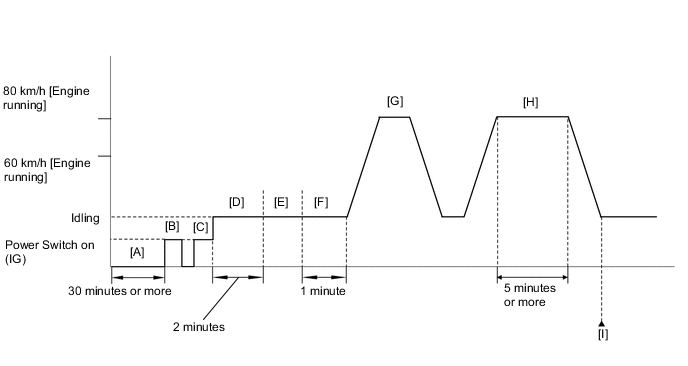 80 km/h [Engine
running]
60 km/h [Engine
running]
Idling
Power Switch on
(IG)
[A]
[B]
[C]
[D]
[E]
[F]
[G]
[H]
30 minutes or more
2 minutes
1 minute
5 minutes
or more
[I]